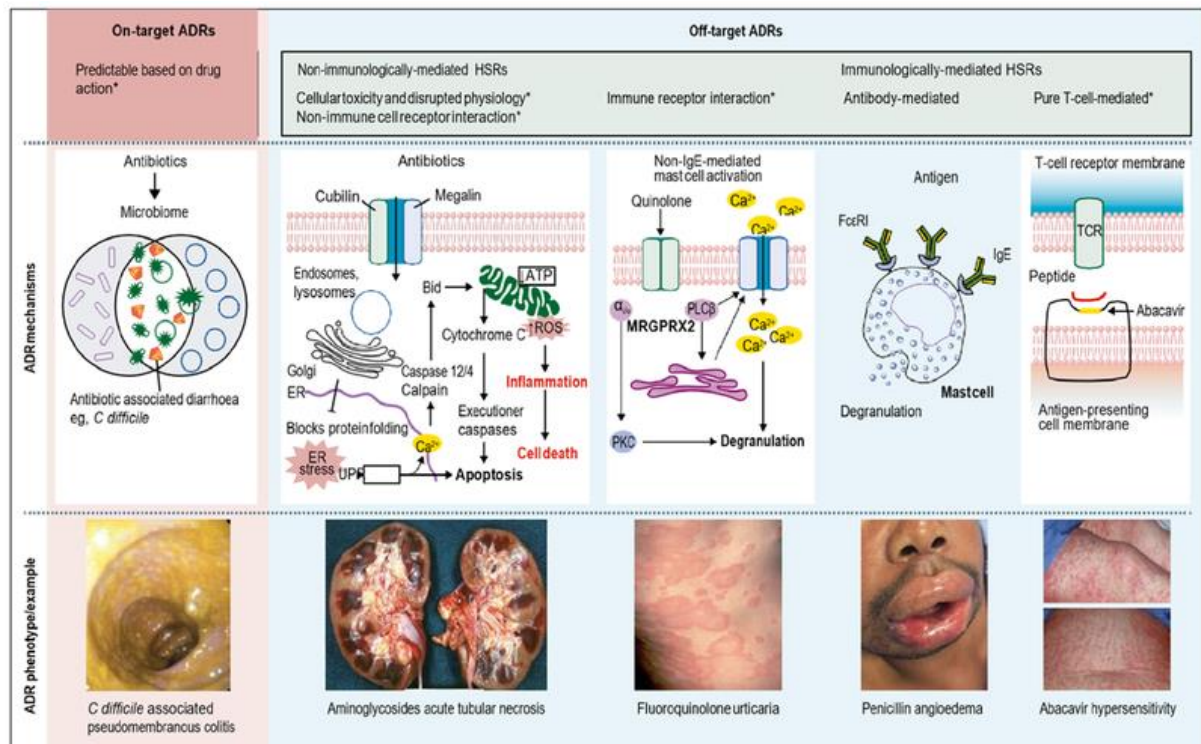 On-target ADRs
Off-target ADRs
Predictable based on drug
action*
Non-immunologically-mediated HSRs
Cellular toxicity and disrupted physiology*
Non-immune cell receptor interaction*
Immune receptor interaction*
Immunologically-mediated HSRs
Antibody-mediated
Pure T-cell-mediated*
ADR mechanisms
Antibiotics
Microbiome
Antibiotic associated diarrhoea
eg, C difficile
Antibiotics
Cubilin
Megalin
Endosomes,
lysosomes
Bid
↓ATP
Cytochrome C
↑ROS
Golgi
Caspase 12/4
Calpain
Inflammation
ER
Executioner
caspases
Blocks protein folding
Ca²⁺
Cell death
ER
stress
UPR
Apoptosis
Non-IgE-mediated
mast cell activation
Quinolone
Ca²⁺
Ca²⁺
Ca²⁺
PLCβ
MRGPRX2
Ca²⁺
Ca²⁺
Ca²⁺
PKC
Degranulation
Antigen
FcεRI
IgE
Mast cell
Degranulation
T-cell receptor membrane
TCR
Peptide
Abacavir
Antigen-presenting
cell membrane
ADR phenotype/example
C difficile associated
pseudomembrancus colitis
Aminoglycosides acute tubular necrosis
Fluoroquinolone urticaria
Penicillin angioedema
Abacavir hypersensitivity